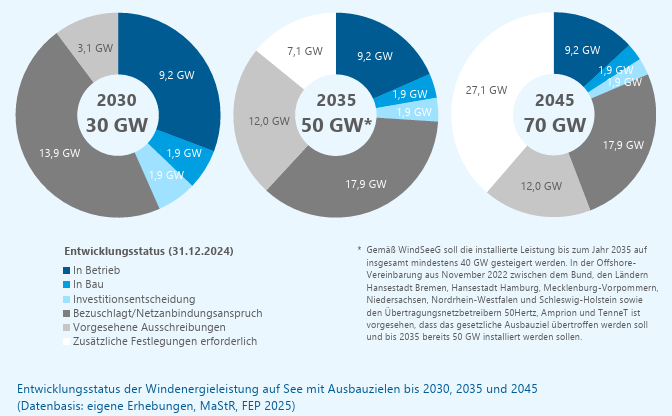 3,1 GW
9,2 GW
2030
30 GW
13,9 GW
1,9 GW
1,9 GW
7,1 GW
9,2 GW
1,9 GW
2035
50 GW*
12,0 GW
1,9 GW
17,9 GW
9,2 GW
1,9 GW
1,9 GW
27,1 GW
2045
70 GW
17,9 GW
12,0 GW
Entwicklungsstatus (31.12.2024)
In Betrieb
In Bau
Investitionsentscheidung
Bezuschlagt/Netzanbindungsanspruch
Vorgesehene Ausschreibungen
Zusätzliche Festlegungen erforderlich
* Gemäß WindSeeG soll die installierte Leistung bis zum Jahr 2035 auf
insgesamt mindestens 40 GW gesteigert werden. In der Offshore-
Vereinbarung aus November 2022 zwischen dem Bund, den Ländern
Hansestadt Bremen, Hansestadt Hamburg, Mecklenburg-Vorpommern,
Niedersachsen, Nordrhein-Westfalen und Schleswig-Holstein sowie
den Übertragungsnetzbetreibern 50Hertz, Amprion und TenneT ist
vorgesehen, dass das gesetzliche Ausbauziel übertroffen werden soll
und bis 2035 bereits 50 GW installiert werden sollen.
Entwicklungsstatus der Windenergieleistung auf See mit Ausbauzielen bis 2030, 2035 und 2045
(Datenbasis: eigene Erhebungen, MaStR, FEP 2025)